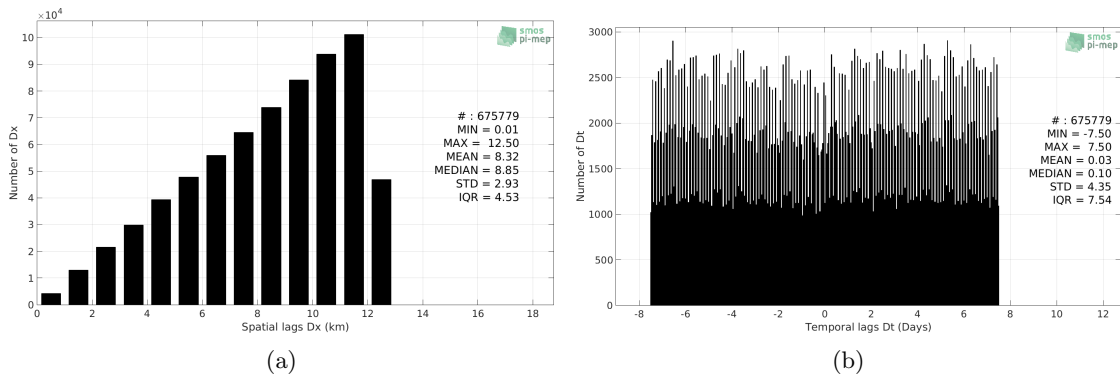 ×10⁴
10
9
8
7
6
5
4
3
2
1
0
Number of Dx
0 2 4 6 8 10 12 14 16 18
Spatial lags Dx (km)
smos
pi-mep
# : 675779
MIN = 0.01
MAX = 12.50
MEAN = 8.32
MEDIAN = 8.85
STD = 2.93
IQR = 4.53
(a)
3000
2500
2000
1500
1000
500
0
Number of Dt
-8 -6 -4 -2 0 2 4 6 8 10 12
Temporal lags Dt (Days)
smos
pi-mep
# : 675779
MIN = -7.50
MAX = 7.50
MEAN = 0.03
MEDIAN = 0.10
STD = 4.35
IQR = 7.54
(b)